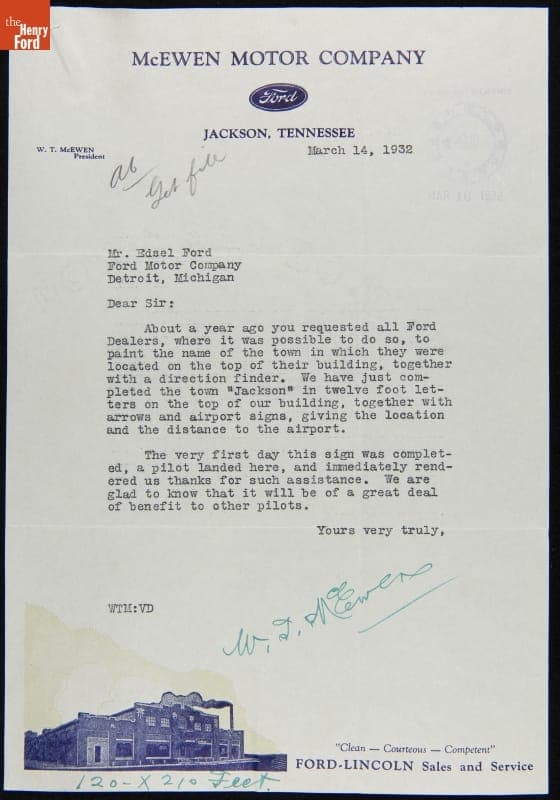 the
Henry
Ford
McEWEN MOTOR COMPANY
Ford
JACKSON, TENNESSEE
W. T. McEWEN
President
March 14, 1932
Get file
Mr. Edsel Ford
Ford Motor Company
Detroit, Michigan
Dear Sir:
About a year ago you requested all Ford
Dealers, where it was possible to do so, to
paint the name of the town in which they were
located on the top of their building, together
with a direction finder. We have just com-
pleted the town "Jackson" in twelve foot let-
ters on the top of our building, together with
arrows and airport signs, giving the location
and the distance to the airport.
The very first day this sign was complet-
ed, a pilot landed here, and immediately rend-
ered us thanks for such assistance. We are
glad to know that it will be of a great deal
of benefit to other pilots.
Yours very truly,
W. T. McEwen
WTM:VD
"Clean — Courteous — Competent"
FORD-LINCOLN Sales and Service
120-X 210 Feet.